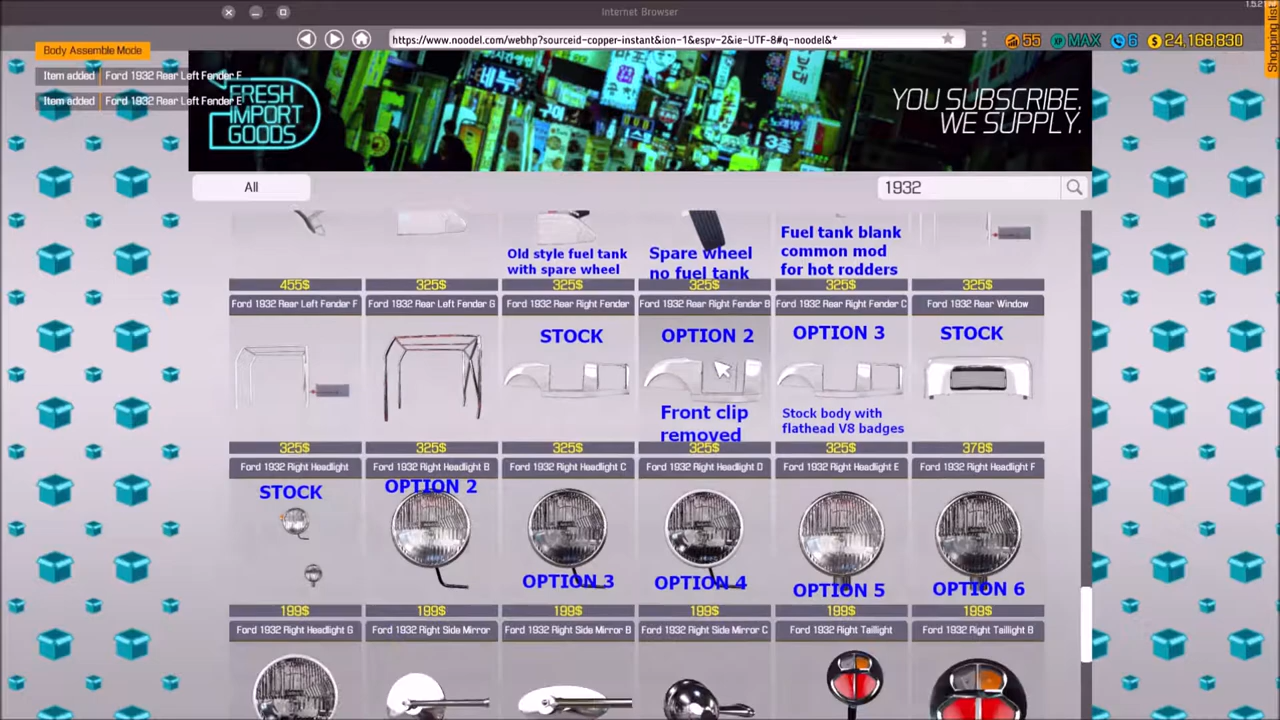 Internet Browser
1.5.2
Shopping list
https://www.noodel.com/webhp?sourceid-copper-instant&ion-1&espv-2&ie-UTF-8#q-noodel&*
55
XP MAX
6
$ 24,168,830
Body Assemble Mode
Item added Ford 1932 Rear Left Fender F
Item added Ford 1932 Rear Left Fender E
FRESH
IMPORT
GOODS
YOU SUBSCRIBE.
WE SUPPLY.
All
1932
Old style fuel tank
with spare wheel
Spare wheel
no fuel tank
Fuel tank blank
common mod
for hot rodders
455$ 325$ 325$ 325$ 325$ 325$
Ford 1932 Rear Left Fender F Ford 1932 Rear Left Fender G Ford 1932 Rear Right Fender Ford 1932 Rear Right Fender B Ford 1932 Rear Right Fender C Ford 1932 Rear Window
STOCK OPTION 2 OPTION 3 STOCK
Front clip
removed
Stock body with
flathead V8 badges
325$ 325$ 325$ 325$ 325$ 378$
Ford 1932 Right Headlight Ford 1932 Right Headlight B Ford 1932 Right Headlight C Ford 1932 Right Headlight D Ford 1932 Right Headlight E Ford 1932 Right Headlight F
STOCK OPTION 2 OPTION 3 OPTION 4 OPTION 5 OPTION 6
199$ 199$ 199$ 199$ 199$ 199$
Ford 1932 Right Headlight G Ford 1932 Right Side Mirror Ford 1932 Right Side Mirror B Ford 1932 Right Side Mirror C Ford 1932 Right Taillight Ford 1932 Right Taillight B